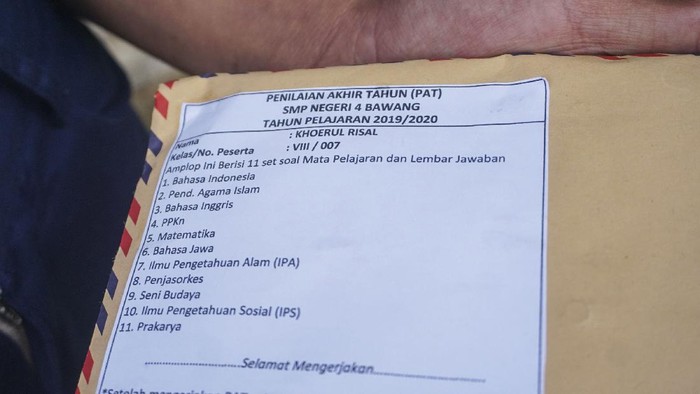 PENILAIAN AKHIR TAHUN (PAT)
SMP NEGERI 4 BAWANG
TAHUN PELAJARAN 2019/2020
Nama : KHOERUL RISAL
Kelas/No. Peserta : VIII / 007
Amplop Ini Berisi 11 set soal Mata Pelajaran dan Lembar Jawaban
1. Bahasa Indonesia
2. Pend. Agama Islam
3. Bahasa Inggris
4. PPKn
5. Matematika
6. Bahasa Jawa
7. Ilmu Pengetahuan Alam (IPA)
8. Penjasorkes
9. Seni Budaya
10. Ilmu Pengetahuan Sosial (IPS)
11. Prakarya
Selamat Mengerjakan
*Setelah